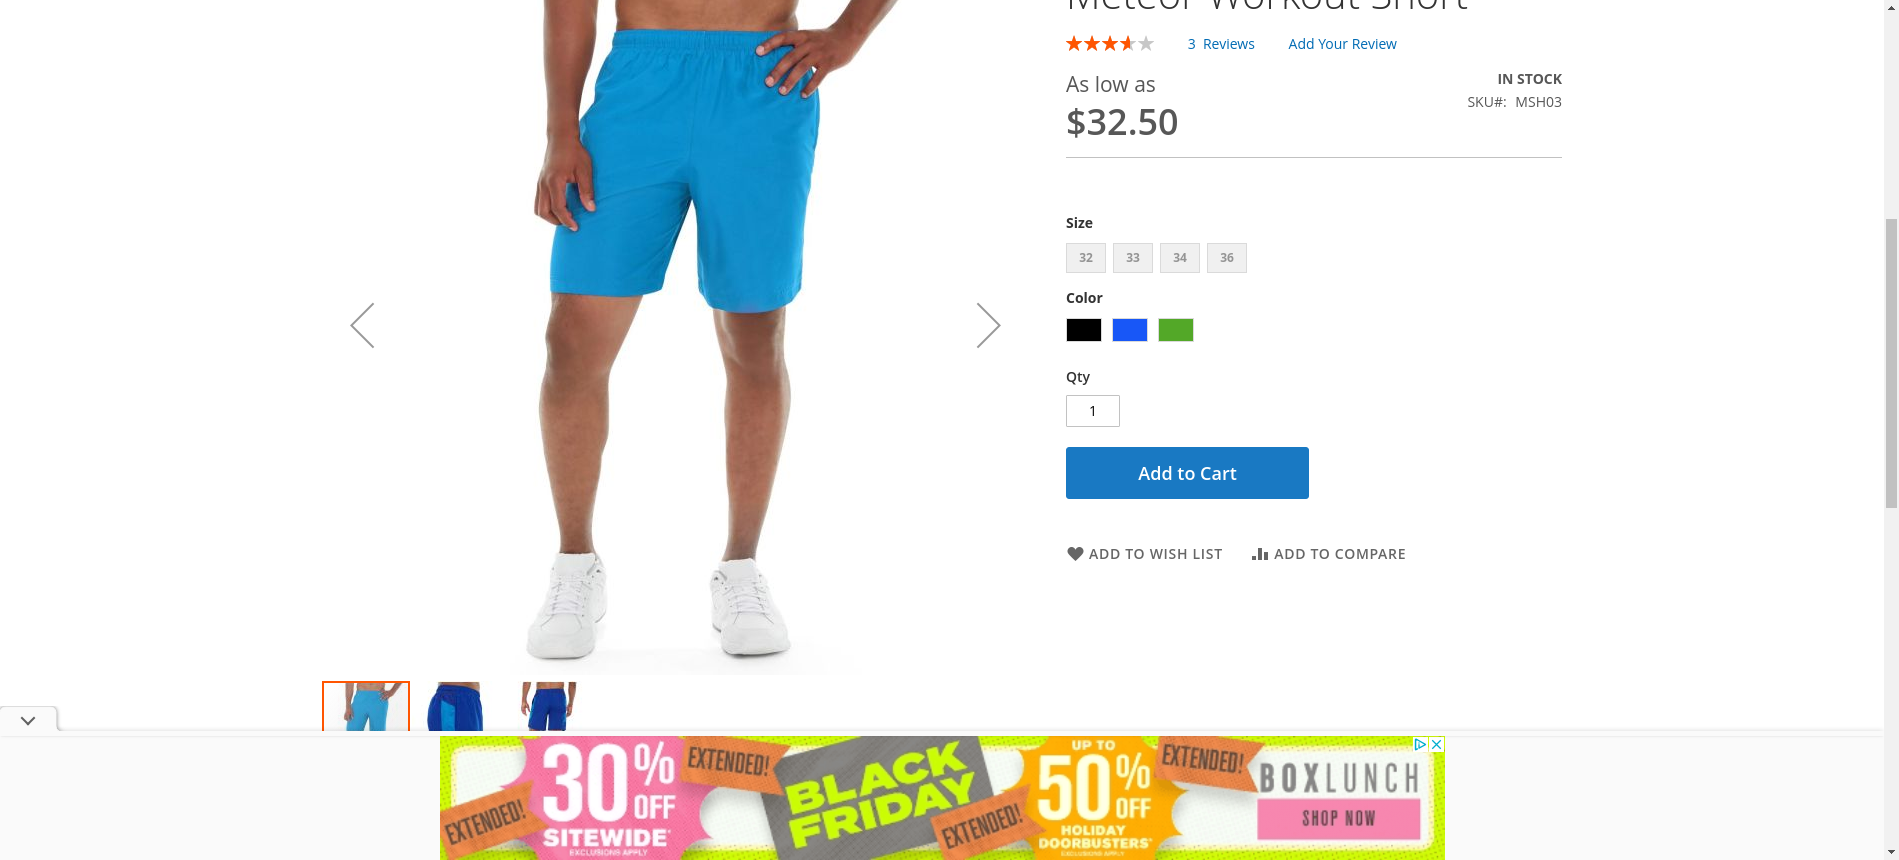 Meteor Workout Short
3 Reviews Add Your Review
As low as
$32.50
IN STOCK
SKU#: MSH03
Size
32 33 34 36
Color
Qty
1
Add to Cart
ADD TO WISH LIST ADD TO COMPARE
EXTENDED!
30% OFF
SITEWIDE*
EXCLUSIONS APPLY
EXTENDED!
BLACK
FRIDAY
EXTENDED!
UP TO
50% OFF
HOLIDAY
DOORBUSTERS*
EXCLUSIONS APPLY
EXTENDED!
BOXLUNCH
SHOP NOW